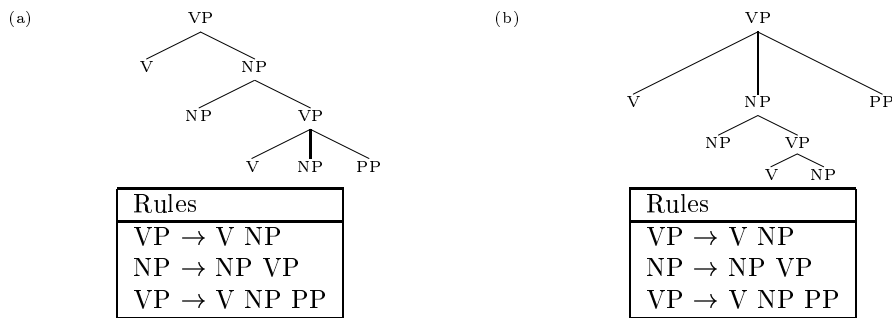 (a)
VP
V NP
NP VP
V NP PP
Rules
VP → V NP
NP → NP VP
VP → V NP PP
(b)
VP
V NP PP
NP VP
V NP
Rules
VP → V NP
NP → NP VP
VP → V NP PP